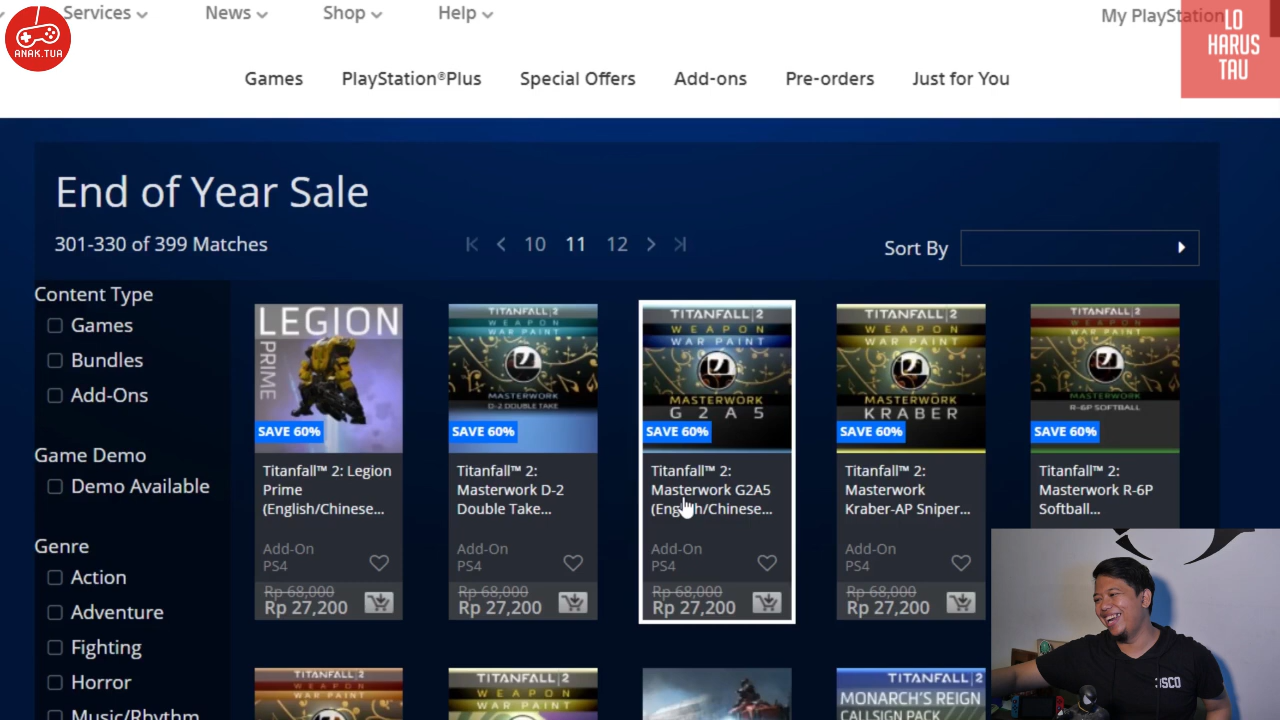 Services
News
Shop
Help
My PlayStation
ANAK.TUA
LO
HARUS
TAU
Games
PlayStation®Plus
Special Offers
Add-ons
Pre-orders
Just for You
End of Year Sale
301-330 of 399 Matches
10 11 12
Sort By
Content Type
Games
Bundles
Add-Ons
Game Demo
Demo Available
Genre
Action
Adventure
Fighting
Horror
Music/Rhythm
LEGION
PRIME
SAVE 60%
Titanfall™ 2: Legion
Prime
(English/Chinese...
Add-On
PS4
Rp 68,000
Rp 27,200
TITANFALL|2
WEAPON
WAR PAINT
MASTERWORK
D-2 DOUBLE TAKE
SAVE 60%
Titanfall™ 2:
Masterwork D-2
Double Take...
Add-On
PS4
Rp 68,000
Rp 27,200
TITANFALL|2
WEAPON
WAR PAINT
MASTERWORK
G2A5
SAVE 60%
Titanfall™ 2:
Masterwork G2A5
(English/Chinese...
Add-On
PS4
Rp 68,000
Rp 27,200
TITANFALL|2
WEAPON
WAR PAINT
MASTERWORK
KRABER
SAVE 60%
Titanfall™ 2:
Masterwork
Kraber-AP Sniper...
Add-On
PS4
Rp 68,000
Rp 27,200
TITANFALL|2
WEAPON
WAR PAINT
MASTERWORK
R-6P SOFTBALL
SAVE 60%
Titanfall™ 2:
Masterwork R-6P
Softball...
TITANFALL|2
WEAPON
WAR PAINT
TITANFALL|2
WEAPON
WAR PAINT
TITANFALL|2
MONARCH'S REIGN
CALLSIGN PACK